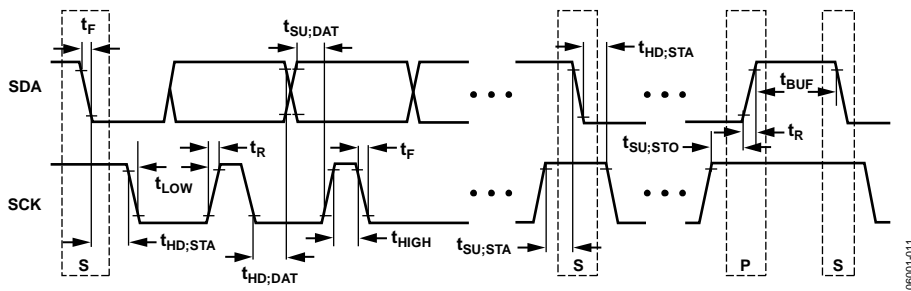 tF
tSU;DAT
tHD;STA
SDA
tBUF
tR
tF
tSU;STO
tR
tLOW
SCK
tHD;STA
tHIGH
tSU;STA
tHD;DAT
S
S
P
S
06001-011